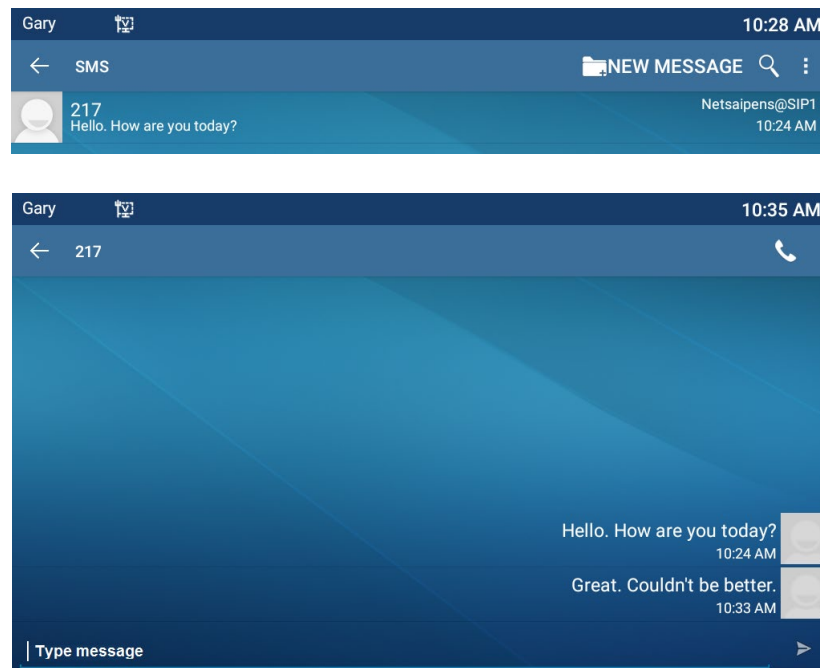 Gary 10:28 AM
← SMS NEW MESSAGE
217 Netsaipens@SIP1
Hello. How are you today? 10:24 AM
Gary 10:35 AM
← 217
Hello. How are you today?
10:24 AM
Great. Couldn't be better.
10:33 AM
Type message